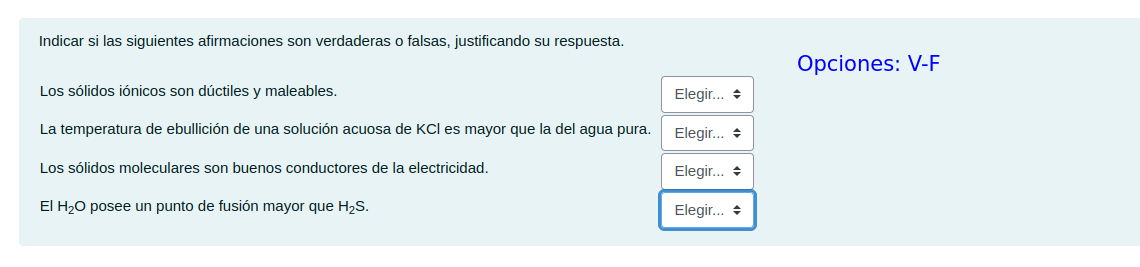 Indicar si las siguientes afirmaciones son verdaderas o falsas, justificando su respuesta.
Opciones: V-F
Los sólidos iónicos son dúctiles y maleables.
Elegir...
La temperatura de ebullición de una solución acuosa de KCl es mayor que la del agua pura.
Elegir...
Los sólidos moleculares son buenos conductores de la electricidad.
Elegir...
El H₂O posee un punto de fusión mayor que H₂S.
Elegir...